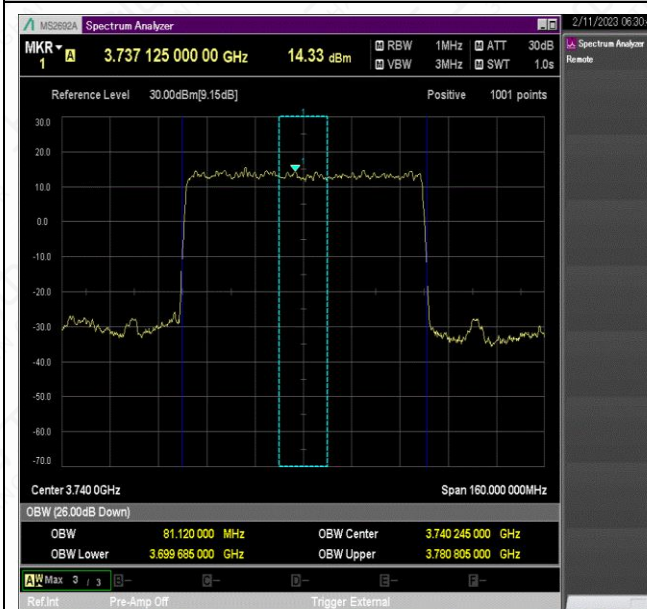 MS2692A Spectrum Analyzer
2/11/2023 06:30:
MKR 1 A 3.737 125 000 00 GHz 14.33 dBm M RBW 1MHz M ATT 30dB
M VBW 3MHz M SWT 1.0s
Spectrum Analyzer
Remote
Reference Level 30.00dBm[9.15dB] Positive 1001 points
30.0
20.0
10.0
0.0
-10.0
-20.0
-30.0
-40.0
-50.0
-60.0
-70.0
Center 3.740 0GHz Span 160.000 000MHz
OBW (26.00dB Down)
OBW 81.120 000 MHz OBW Center 3.740 245 000 GHz
OBW Lower 3.699 685 000 GHz OBW Upper 3.780 805 000 GHz
A W Max 3 / 3 B- C- D- E- F-
Ref.Int Pre-Amp Off Trigger External